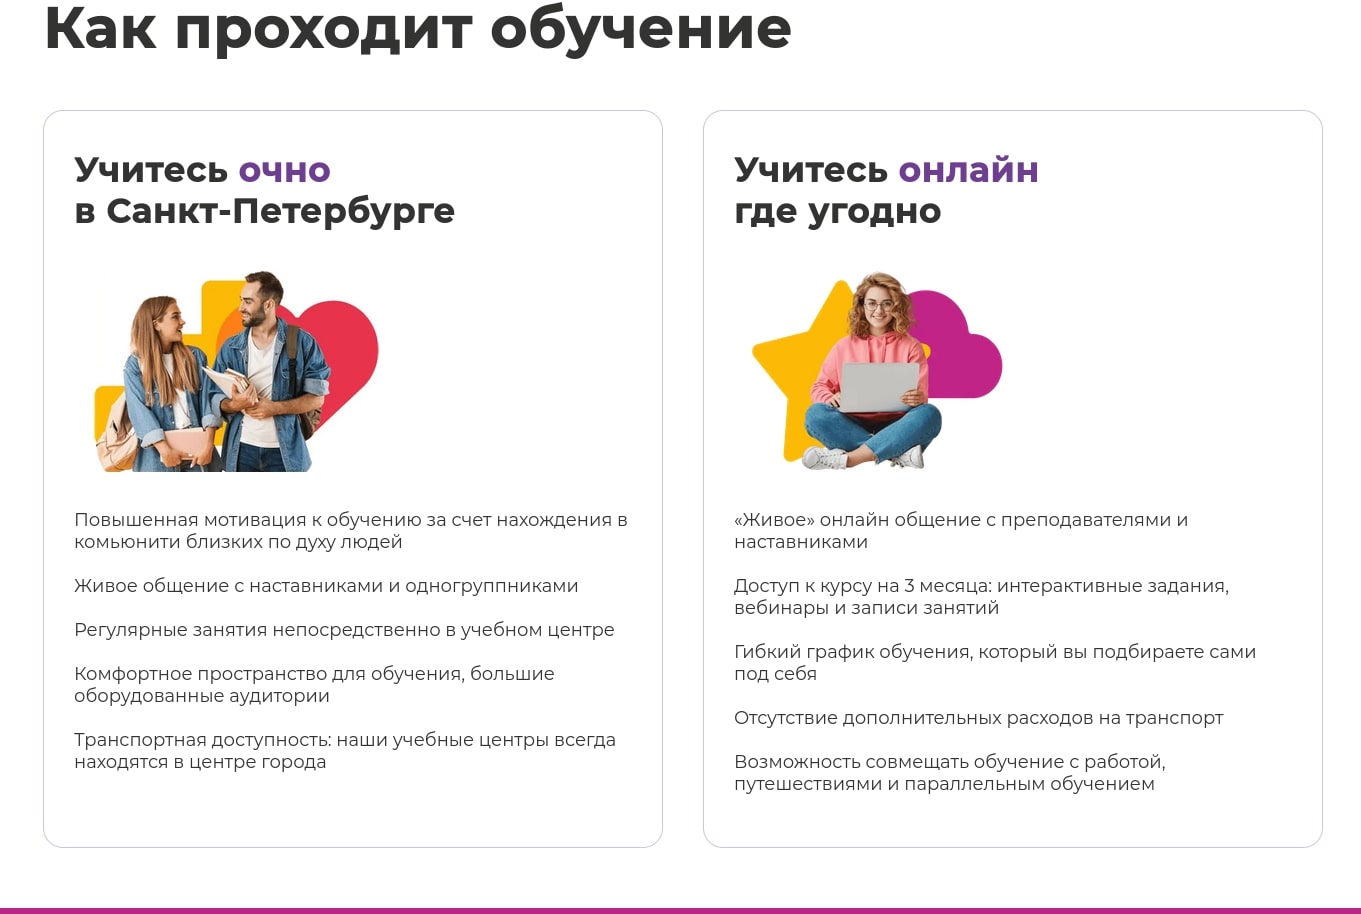 Как проходит обучение
Учитесь очно
в Санкт-Петербурге
Повышенная мотивация к обучению за счет нахождения в
комьюнити близких по духу людей
Живое общение с наставниками и одногруппниками
Регулярные занятия непосредственно в учебном центре
Комфортное пространство для обучения, большие
оборудованные аудитории
Транспортная доступность: наши учебные центры всегда
находятся в центре города
Учитесь онлайн
где угодно
«Живое» онлайн общение с преподавателями и
наставниками
Доступ к курсу на 3 месяца: интерактивные задания,
вебинары и записи занятий
Гибкий график обучения, который вы подбираете сами
под себя
Отсутствие дополнительных расходов на транспорт
Возможность совмещать обучение с работой,
путешествиями и параллельным обучением